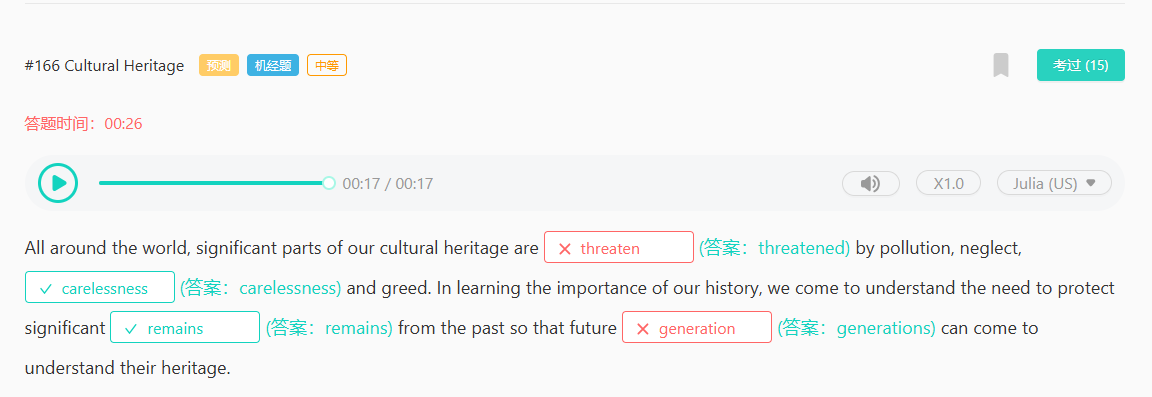 #166 Cultural Heritage 预测 机经题 中等 考过 (15)
答题时间：00:26
00:17 / 00:17 X1.0 Julia (US)
All around the world, significant parts of our cultural heritage are threaten (答案：threatened) by pollution, neglect,
carelessness (答案：carelessness) and greed. In learning the importance of our history, we come to understand the need to protect
significant remains (答案：remains) from the past so that future generation (答案：generations) can come to
understand their heritage.